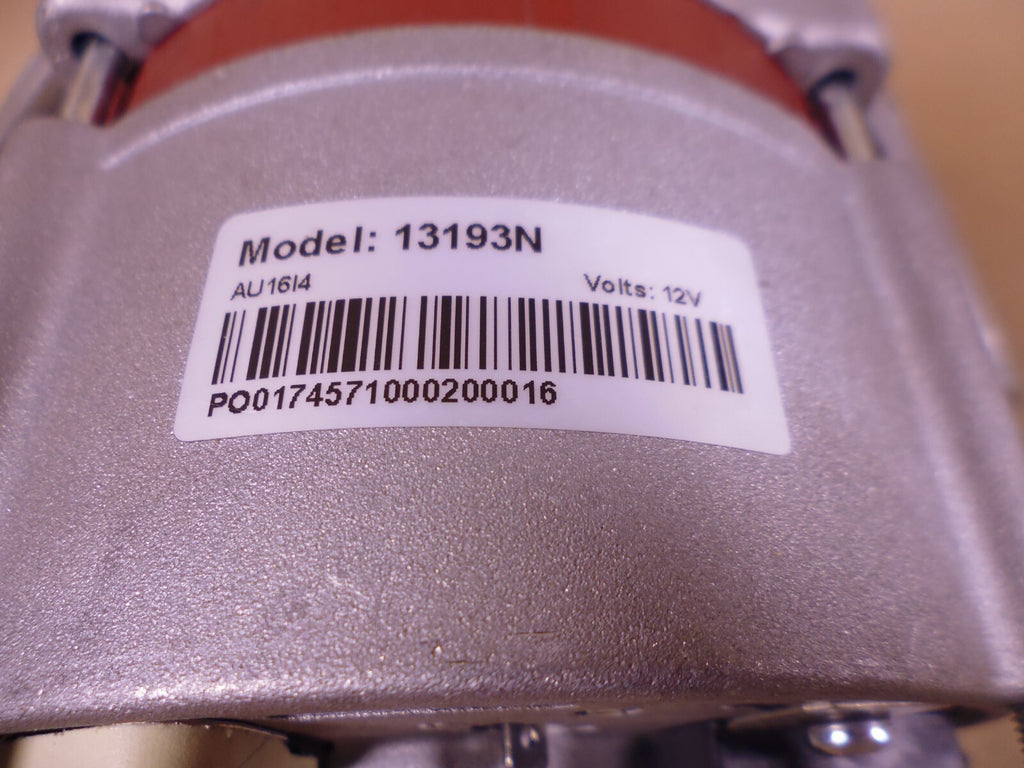 Model: 13193N
AU16I4 Volts: 12V
PO0174571000200016